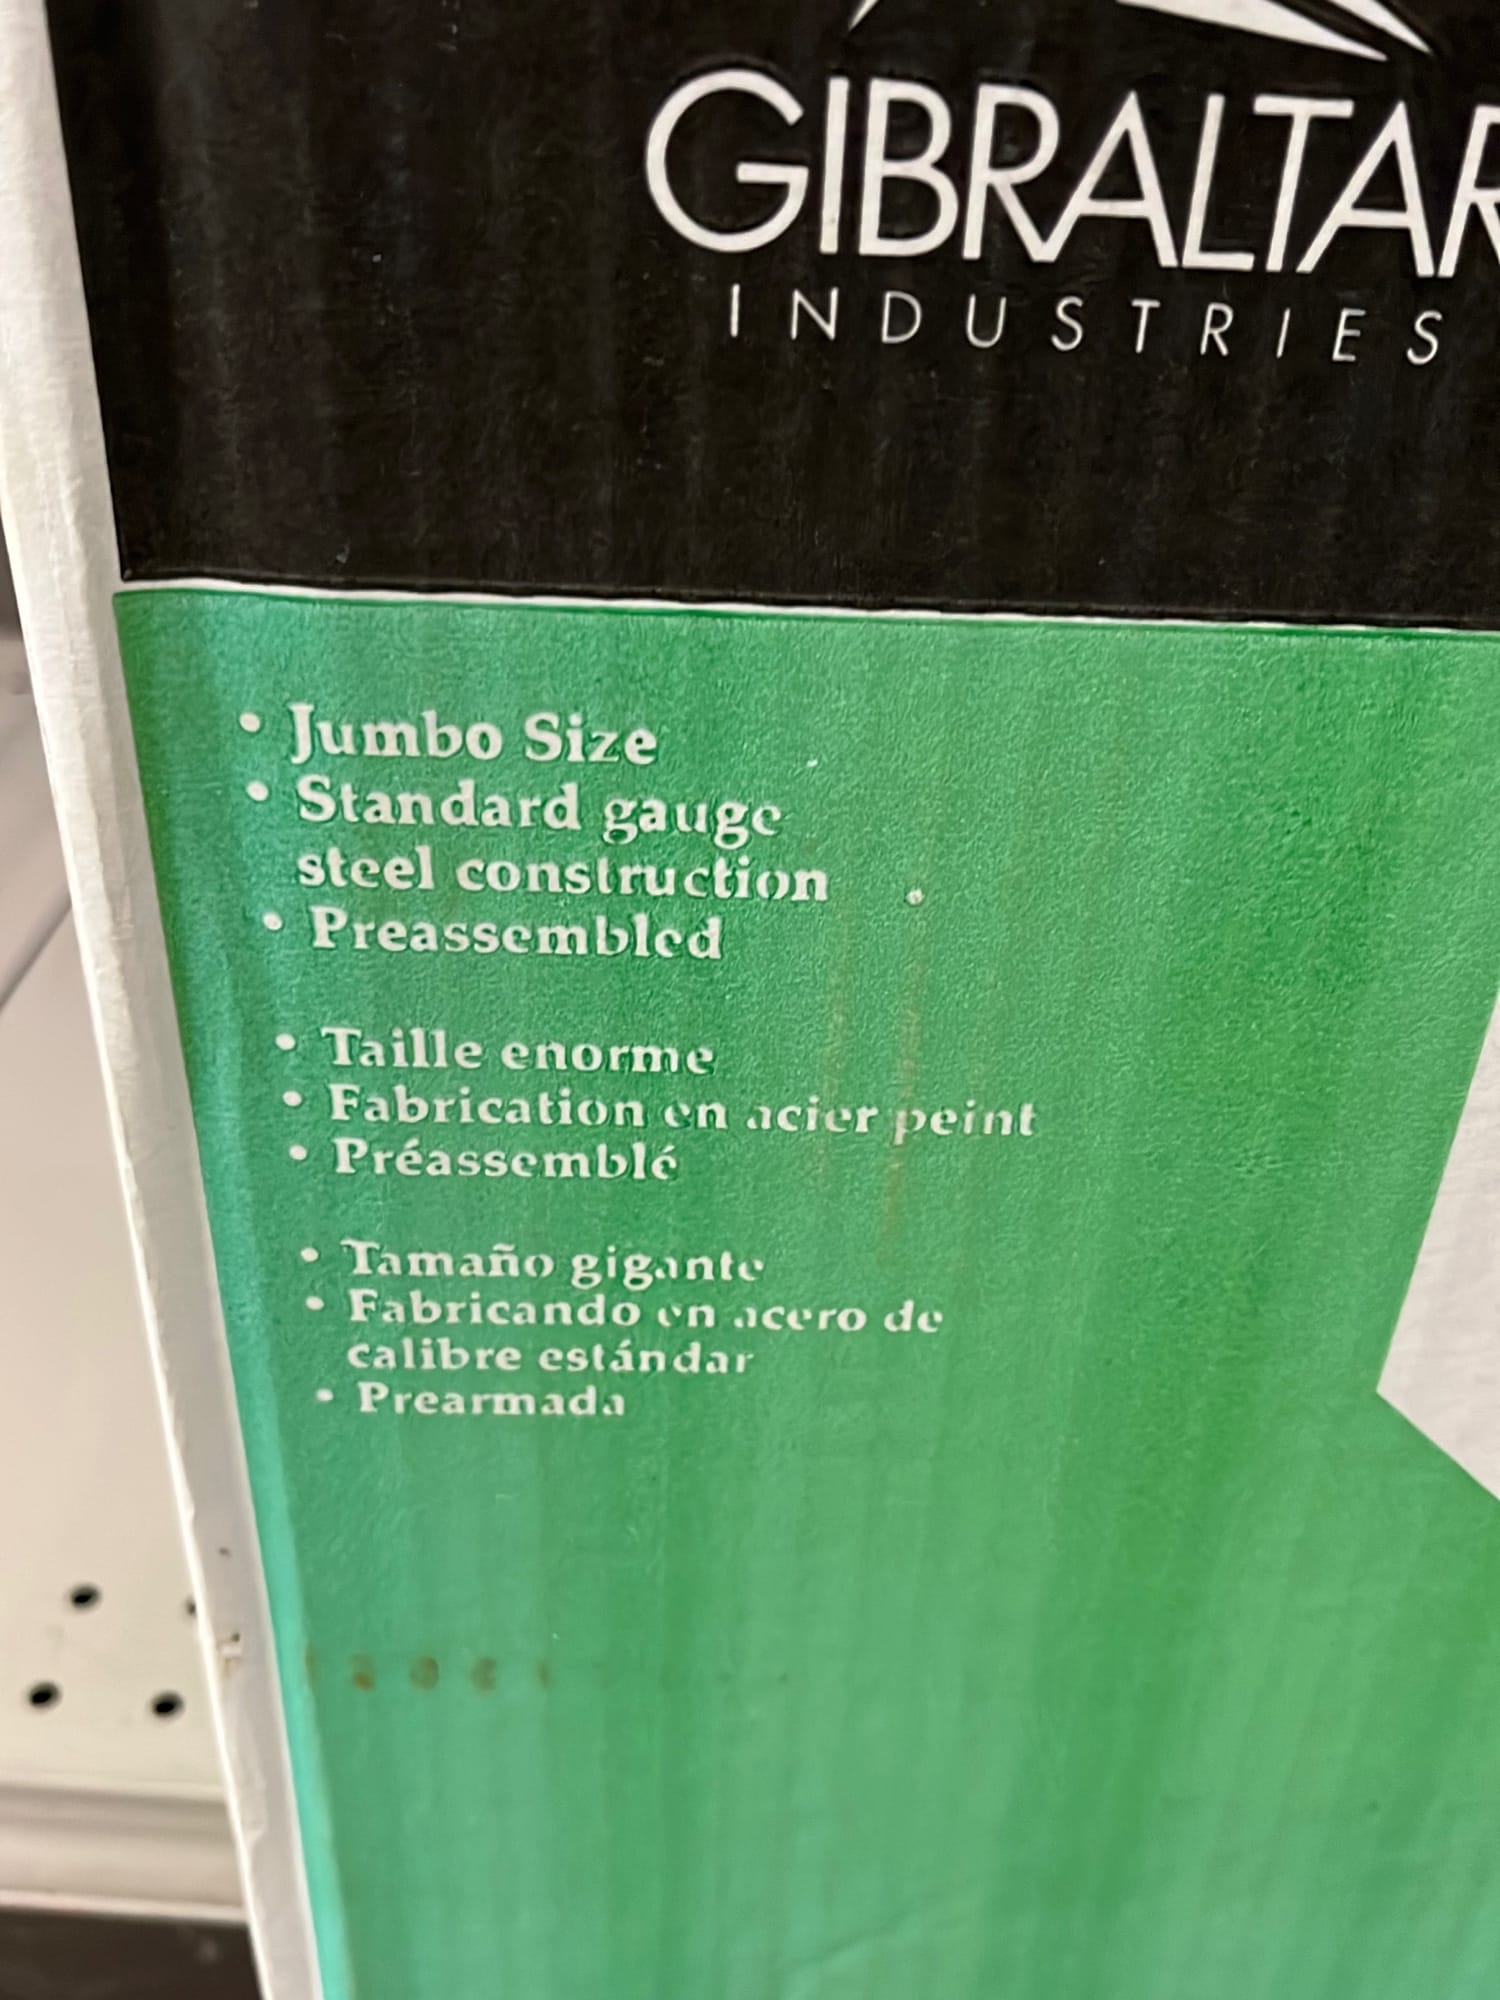 GIBRALTAR
INDUSTRIES
• Jumbo Size
• Standard gauge
steel construction
• Preassembled
• Taille enorme
• Fabrication en acier peint
• Préassemblé
• Tamaño gigante
• Fabricando en acero de
calibre estándar
• Prearmada